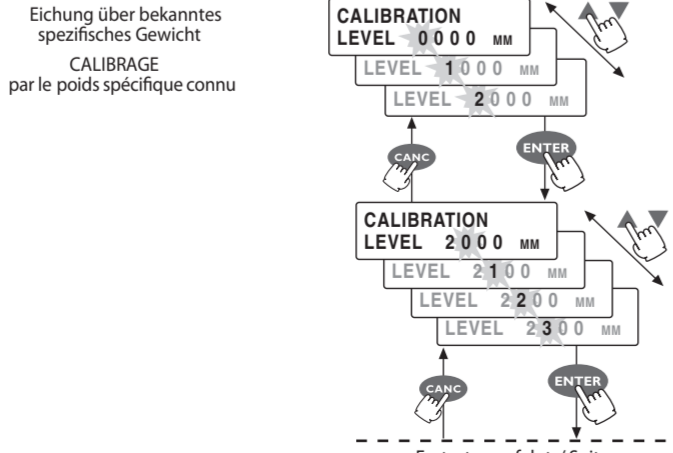 Eichung über bekanntes
spezifisches Gewicht
CALIBRAGE
par le poids spécifique connu
CALIBRATION
LEVEL 0000 MM
LEVEL 1000 MM
LEVEL 2000 MM
CANC
ENTER
CALIBRATION
LEVEL 2000 MM
LEVEL 2100 MM
LEVEL 2200 MM
LEVEL 2300 MM
CANC
ENTER